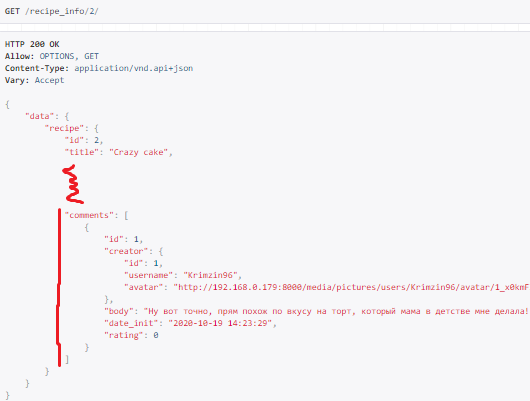 GET /recipe_info/2/
HTTP 200 OK
Allow: OPTIONS, GET
Content-Type: application/vnd.api+json
Vary: Accept
{
"data": {
"recipe": {
"id": 2,
"title": "Crazy cake",
"comments": [
{
"id": 1,
"creator": {
"id": 1,
"username": "Krimzin96",
"avatar": "http://192.168.0.179:8000/media/pictures/users/Krimzin96/avatar/1_x0kmF
},
"body": "Ну вот точно, прям похож по вкусу на торт, который мама в детстве мне делала!
"date_init": "2020-10-19 14:23:29",
"rating": 0
}
]
}
}
}